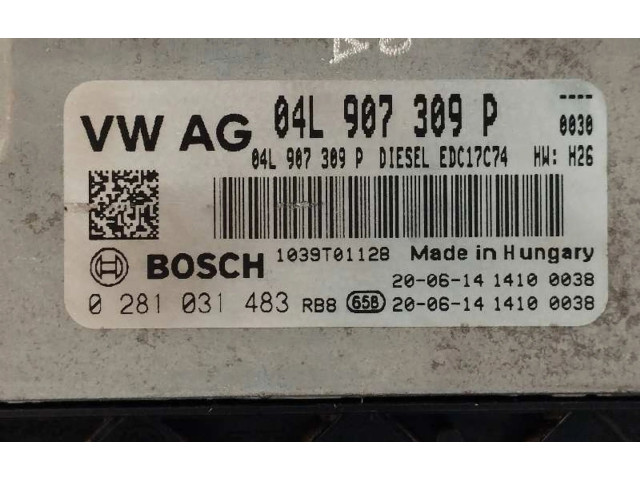 VW AG 04L 907 309 P ----
0030
04L 907 309 P DIESEL EDC17C74 HW: H26
BOSCH 1039T01128 Made in Hungary
20-06-14 1410 0038
0 281 031 483 RB8 658 20-06-14 1410 0038